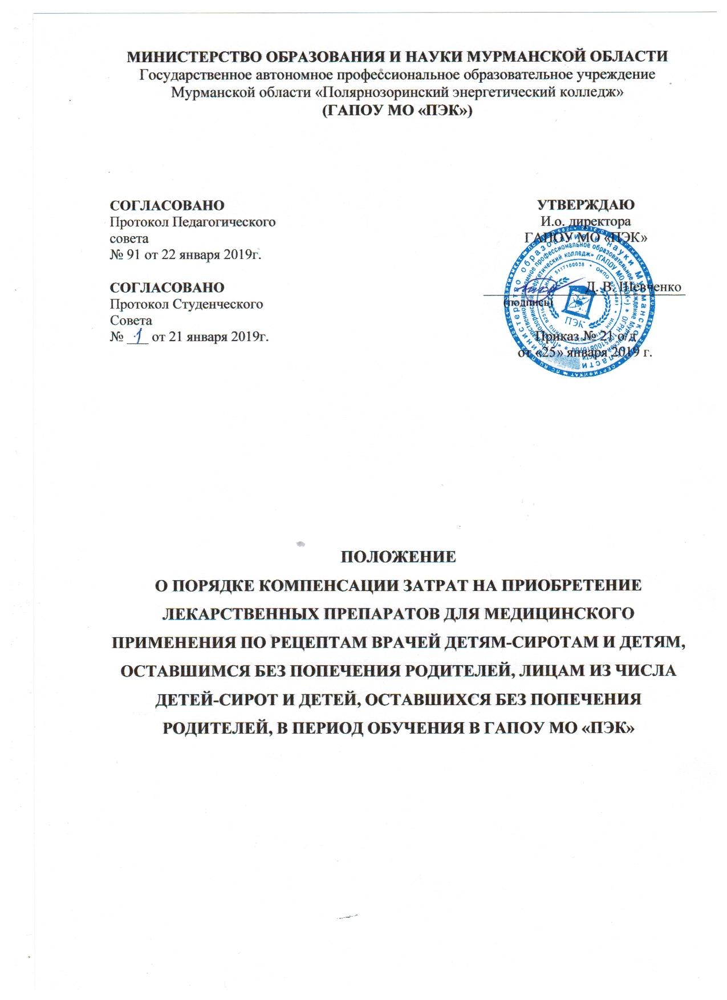 МИНИСТЕРСТВО ОБРАЗОВАНИЯ И НАУКИ МУРМАНСКОЙ ОБЛАСТИ
Государственное автономное профессиональное образовательное учреждение
Мурманской области «Полярнозоринский энергетический колледж»
(ГАПОУ МО «ПЭК»)
СОГЛАСОВАНО
Протокол Педагогического
совета
№ 91 от 22 января 2019г.
СОГЛАСОВАНО
Протокол Студенческого
Совета
№ 1 от 21 января 2019г.
УТВЕРЖДАЮ
И.о. директора
ГАПОУ МО «ПЭК»
Д. В. Шевченко
(подпись)
Приказ № 21 о/д
от «25» января 2019 г.
ПЭК
ПОЛОЖЕНИЕ
О ПОРЯДКЕ КОМПЕНСАЦИИ ЗАТРАТ НА ПРИОБРЕТЕНИЕ
ЛЕКАРСТВЕННЫХ ПРЕПАРАТОВ ДЛЯ МЕДИЦИНСКОГО
ПРИМЕНЕНИЯ ПО РЕЦЕПТАМ ВРАЧЕЙ ДЕТЯМ-СИРОТАМ И ДЕТЯМ,
ОСТАВШИМСЯ БЕЗ ПОПЕЧЕНИЯ РОДИТЕЛЕЙ, ЛИЦАМ ИЗ ЧИСЛА
ДЕТЕЙ-СИРОТ И ДЕТЕЙ, ОСТАВШИХСЯ БЕЗ ПОПЕЧЕНИЯ
РОДИТЕЛЕЙ, В ПЕРИОД ОБУЧЕНИЯ В ГАПОУ МО «ПЭК»